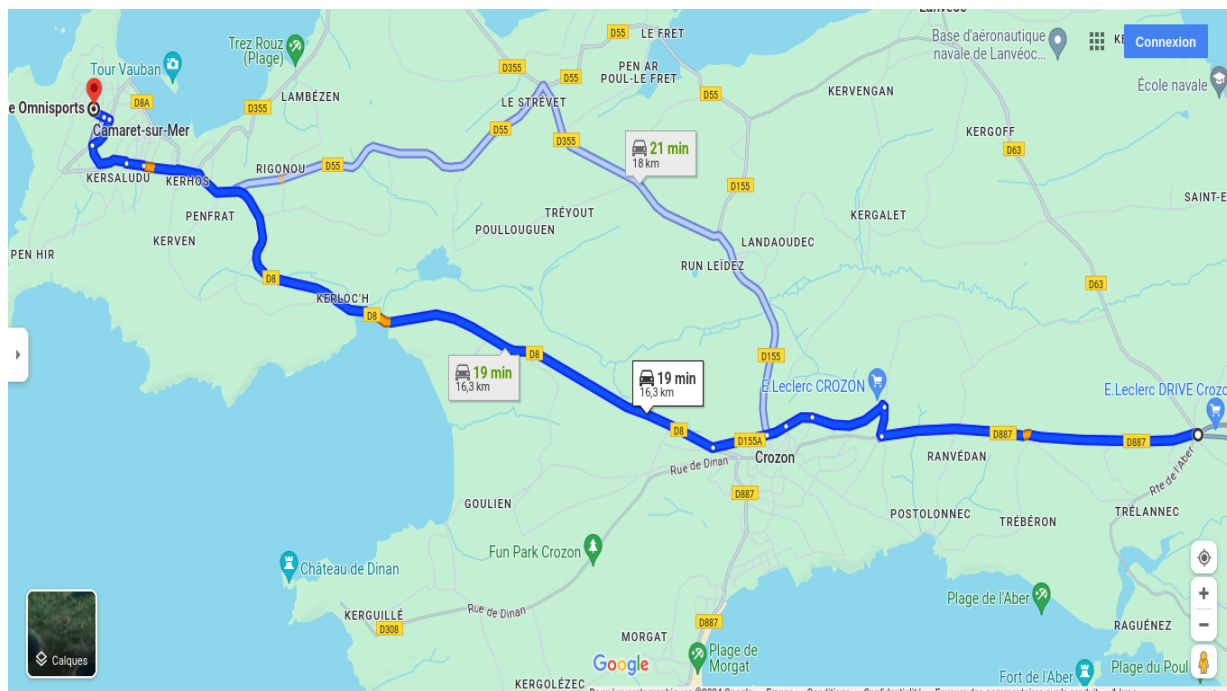 LE FRET
D55
Base d'aéronautique
navale de Lanvéoc...
Connexion
Trez Rouz
(Plage)
Tour Vauban
D355
D55
PEN AR
POUL-LE FRET
École navale
D8A
LAMBÉZEN
D355
LE STRÉVET
D55
KERVENGAN
e Omnisports
Camaret-sur-Mer
D55
D355
KERGOFF
D63
21 min
18 km
KERSALUDU
KERHOS
RIGONOU
D55
D155
SAINT-E
PENFRAT
TRÉYOUT
POULLOUGUEN
KERGALET
KERVEN
LANDAOUDEC
PEN HIR
RUN LEÏDEZ
D8
D63
KERLOC'H
D8
D8
D155
19 min
16,3 km
19 min
16,3 km
E.Leclerc CROZON
E.Leclerc DRIVE Crozo
D8
D155A
D887
D887
Crozon
RANVÉDAN
Rue de Dinan
Rte de l'Aber
D887
GOULIEN
POSTOLONNEC
TRÉBÉRON
TRÉLANNEC
Fun Park Crozon
Château de Dinan
KERGUILLÉ
Rue de Dinan
Plage de l'Aber
D308
D887
RAGUÉNEZ
MORGAT
Calques
Google
Plage de
Morgat
Plage du Poul
Fort de l'Aber
KERGOLÉZEC